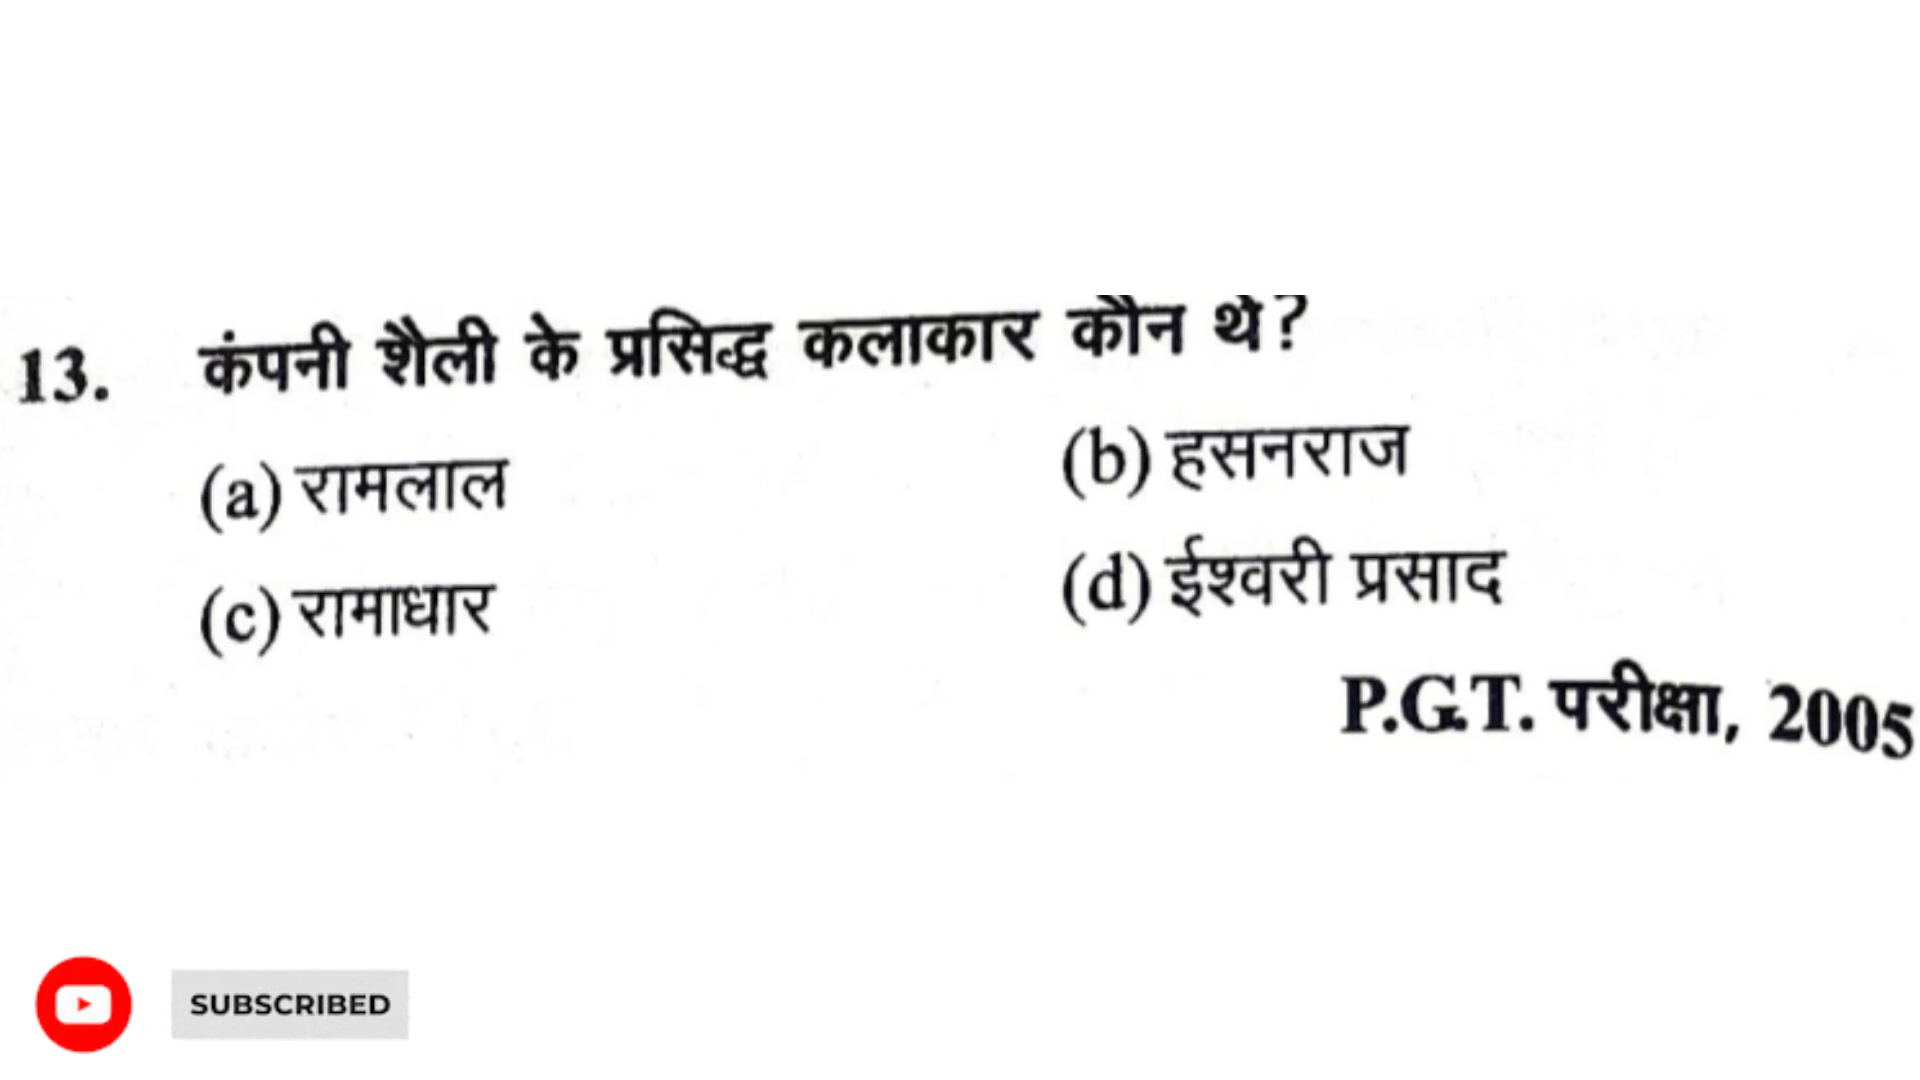 13. कंपनी शैली के प्रसिद्ध कलाकार कौन थे?
(a) रामलाल (b) हसनराज
(c) रामाधार (d) ईश्वरी प्रसाद
P.G.T. परीक्षा, 2005
SUBSCRIBED